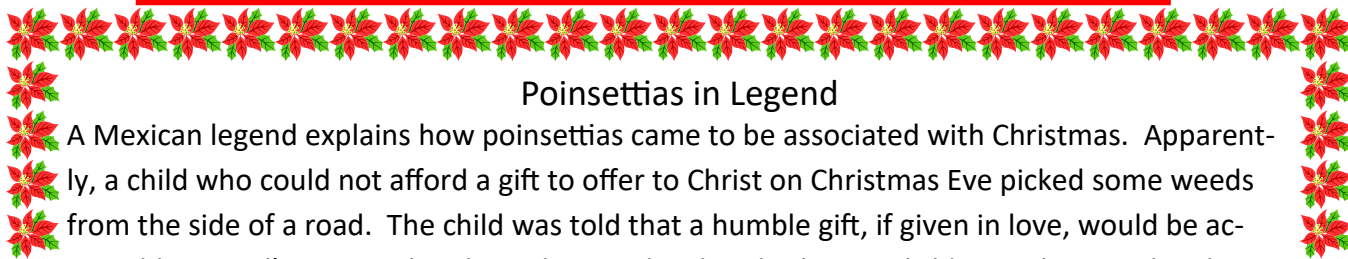 Poinsettias in Legend
A Mexican legend explains how poinsettias came to be associated with Christmas.  Apparent-
ly, a child who could not afford a gift to offer to Christ on Christmas Eve picked some weeds
from the side of a road.  The child was told that a humble gift, if given in love, would be ac-